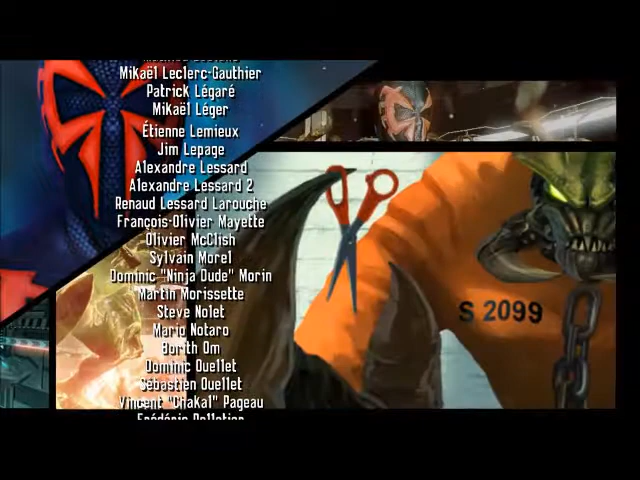 Mikaël Leclerc-Gauthier
Patrick Légaré
Mikaël Léger
Étienne Lemieux
Jim Lepage
Alexandre Lessard
Alexandre Lessard 2
Renaud Lessard Larouche
François-Olivier Mayette
Olivier McClish
Sylvain Morel
Dominic "Ninja Dude" Morin
Martin Morissette
Steve Nolet
Mario Notaro
Borith Om
Dominic Ouellet
Sébastien Ouellet
Vincent "Chakal" Pageau
S 2099